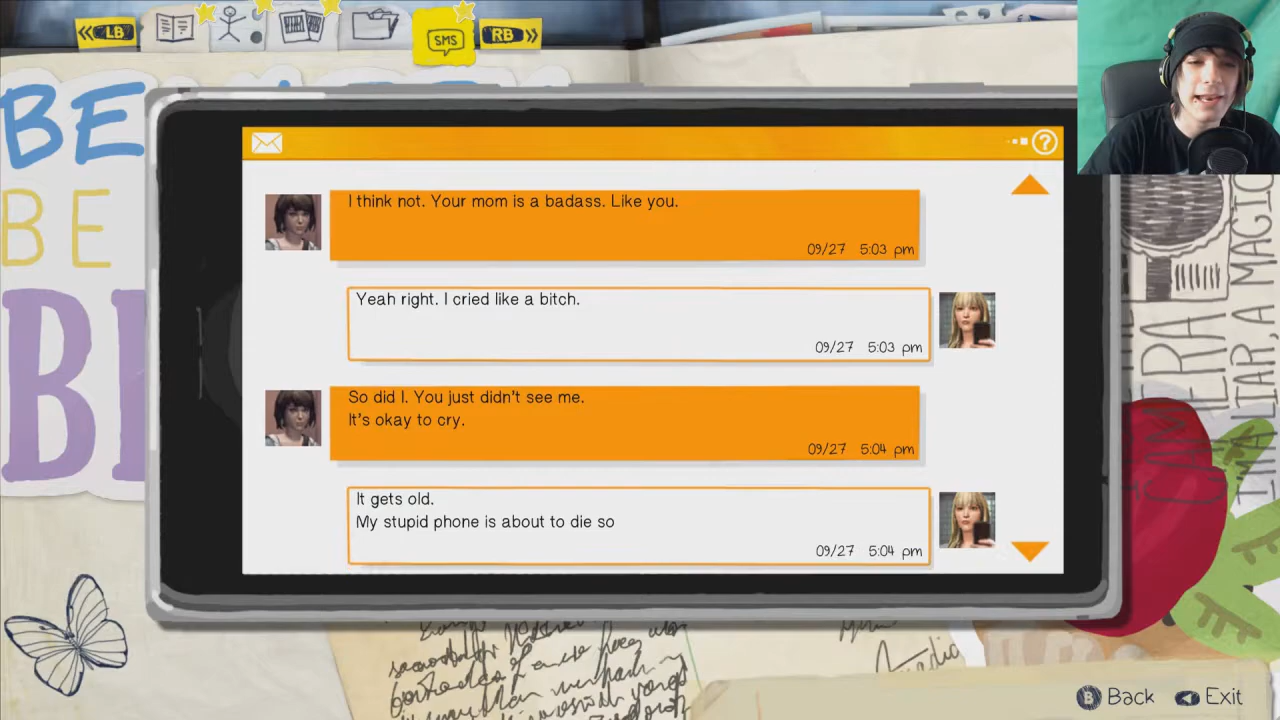 LB
SMS
RB
BE
BE
I think not. Your mom is a badass. Like you.
09/27 5:03 pm
Yeah right. I cried like a bitch.
09/27 5:03 pm
So did I. You just didn't see me.
It's okay to cry.
09/27 5:04 pm
It gets old.
My stupid phone is about to die so
09/27 5:04 pm
B Back
Exit